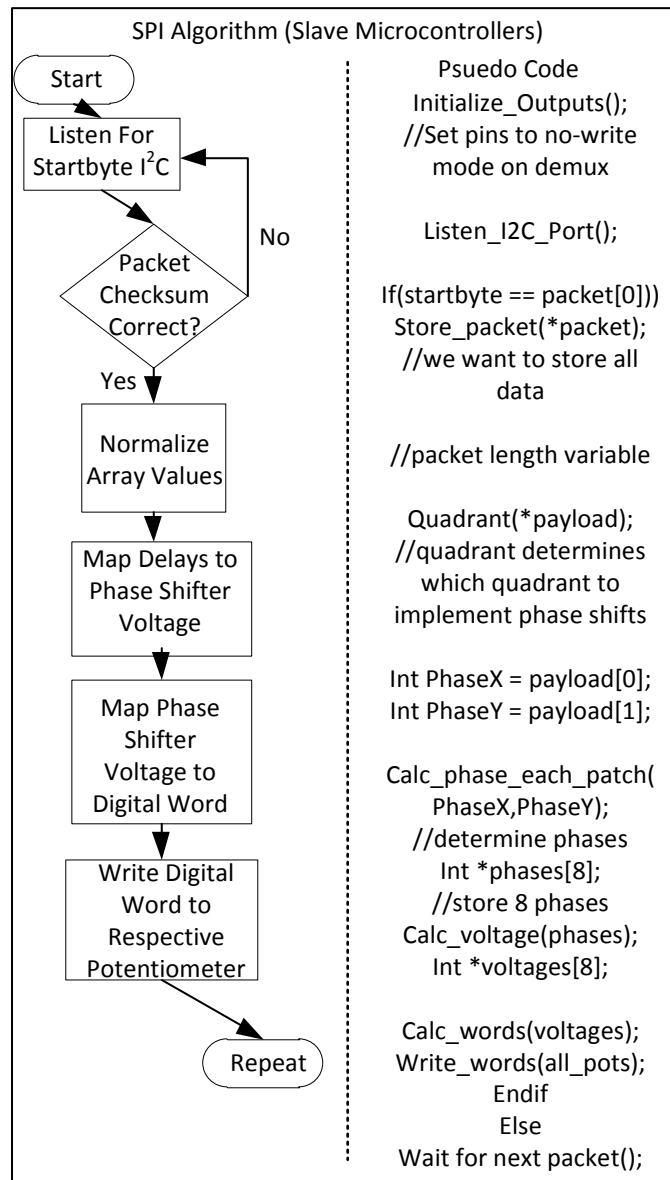 SPI Algorithm (Slave Microcontrollers)
Start
Listen For
Startbyte I²C
No
Packet
Checksum
Correct?
Yes
Normalize
Array Values
Map Delays to
Phase Shifter
Voltage
Map Phase
Shifter
Voltage to
Digital Word
Write Digital
Word to
Respective
Potentiometer
Repeat
Psuedo Code
Initialize_Outputs();
//Set pins to no-write
mode on demux
Listen_I2C_Port();
If(startbyte == packet[0]))
Store_packet(*packet);
//we want to store all
data
//packet length variable
Quadrant(*payload);
//quadrant determines
which quadrant to
implement phase shifts
Int PhaseX = payload[0];
Int PhaseY = payload[1];
Calc_phase_each_patch(
PhaseX,PhaseY);
//determine phases
Int *phases[8];
//store 8 phases
Calc_voltage(phases);
Int *voltages[8];
Calc_words(voltages);
Write_words(all_pots);
Endif
Else
Wait for next packet();